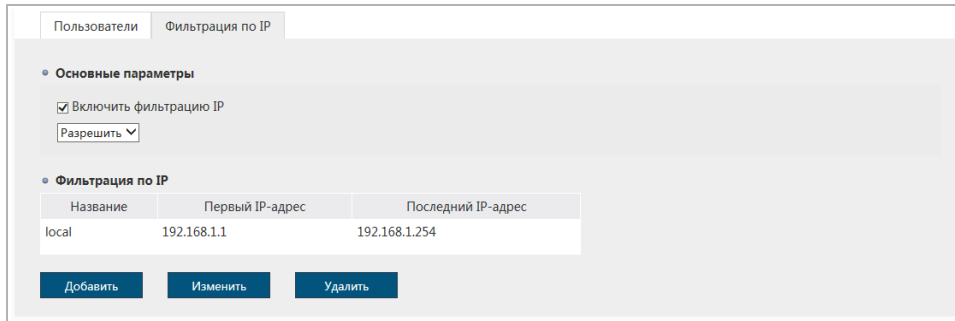 Пользователи Фильтрация по IP
Основные параметры
Включить фильтрацию IP
Разрешить
Фильтрация по IP
Название Первый IP-адрес Последний IP-адрес
local 192.168.1.1 192.168.1.254
Добавить Изменить Удалить